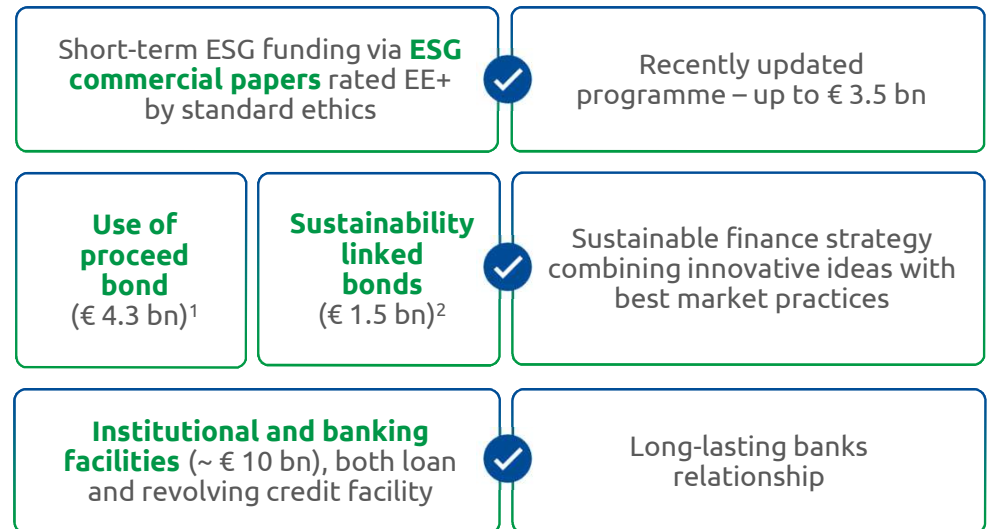 Short-term ESG funding via ESG
commercial papers rated EE+
by standard ethics
Recently updated
programme – up to € 3.5 bn
Use of
proceed
bond
(€ 4.3 bn)¹
Sustainability
linked
bonds
(€ 1.5 bn)²
Sustainable finance strategy
combining innovative ideas with
best market practices
Institutional and banking
facilities (~ € 10 bn), both loan
and revolving credit facility
Long-lasting banks
relationship